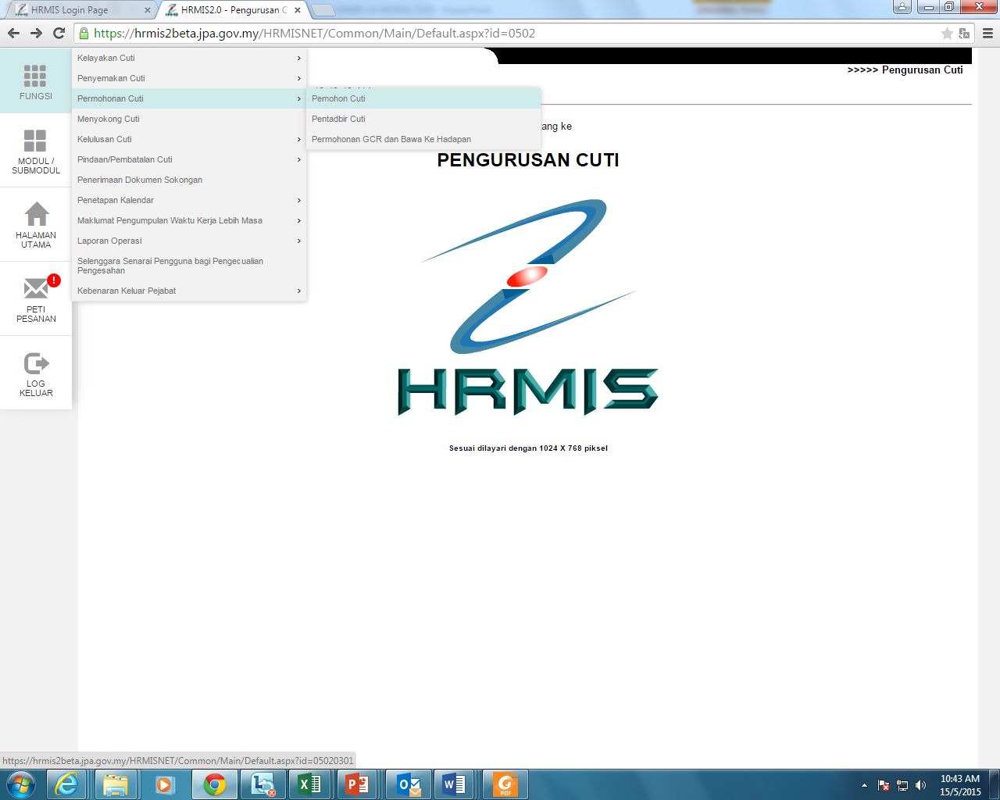 HRMIS Login Page
HRMIS2.0 - Pengurusan C
https://hrmis2beta.jpa.gov.my/HRMISNET/Common/Main/Default.aspx?id=0502
FUNGSI
MODUL /
SUBMODUL
HALAMAN
UTAMA
!
PETI
PESANAN
LOG
KELUAR
Kelayakan Cuti
Penyemakan Cuti
Permohonan Cuti
Menyokong Cuti
Kelulusan Cuti
Pindaan/Pembatalan Cuti
Penerimaan Dokumen Sokongan
Penetapan Kalendar
Maklumat Pengumpulan Waktu Kerja Lebih Masa
Laporan Operasi
Selenggara Senarai Pengguna bagi Pengecualian
Pengesahan
Kebenaran Keluar Pejabat
Pemohon Cuti
Pentadbir Cuti
Permohonan GCR dan Bawa Ke Hadapan
>>>>> Pengurusan Cuti
ang ke
PENGURUSAN CUTI
HRMIS
Sesuai dilayari dengan 1024 X 768 piksel
https://hrmis2beta.jpa.gov.my/HRMISNET/Common/Main/Default.aspx?id=05020301
PDF
10:43 AM
15/5/2015